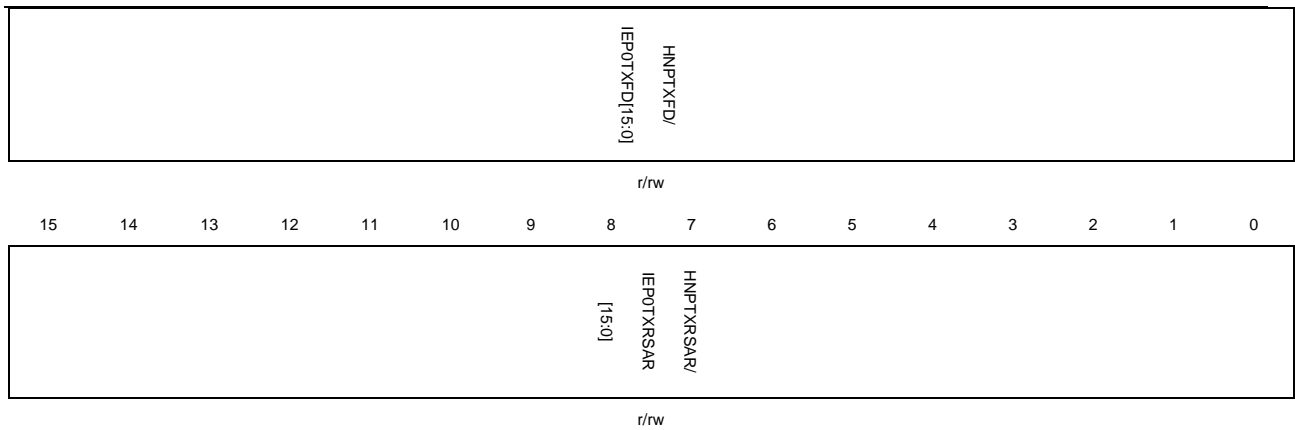 HNPTXFD/
IEP0TXFD[15:0]
r/rw
15 14 13 12 11 10 9 8 7 6 5 4 3 2 1 0
HNPTXRSAR/
IEP0TXRSAR
[15:0]
r/rw